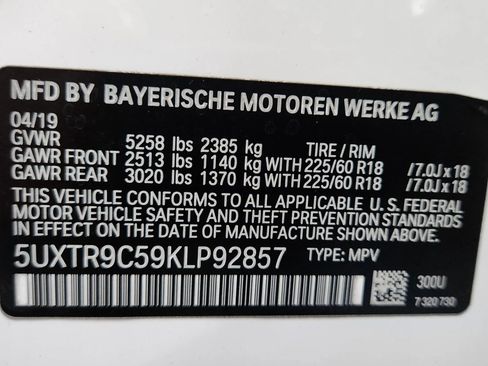 MFD BY BAYERISCHE MOTOREN WERKE AG
04/19
GVWR 5258 lbs 2385 kg TIRE / RIM
GAWR FRONT 2513 lbs 1140 kg WITH 225/60 R18 /7.0J x 18
GAWR REAR 3020 lbs 1370 kg WITH 225/60 R18 /7.0J x 18
THIS VEHICLE CONFORMS TO ALL APPLICABLE U. S. FEDERAL
MOTOR VEHICLE SAFETY AND THEFT PREVENTION STANDARDS
IN EFFECT ON THE DATE OF MANUFACTURE SHOWN ABOVE.
5UXTR9C59KLP92857 TYPE: MPV
300U
7 320 730